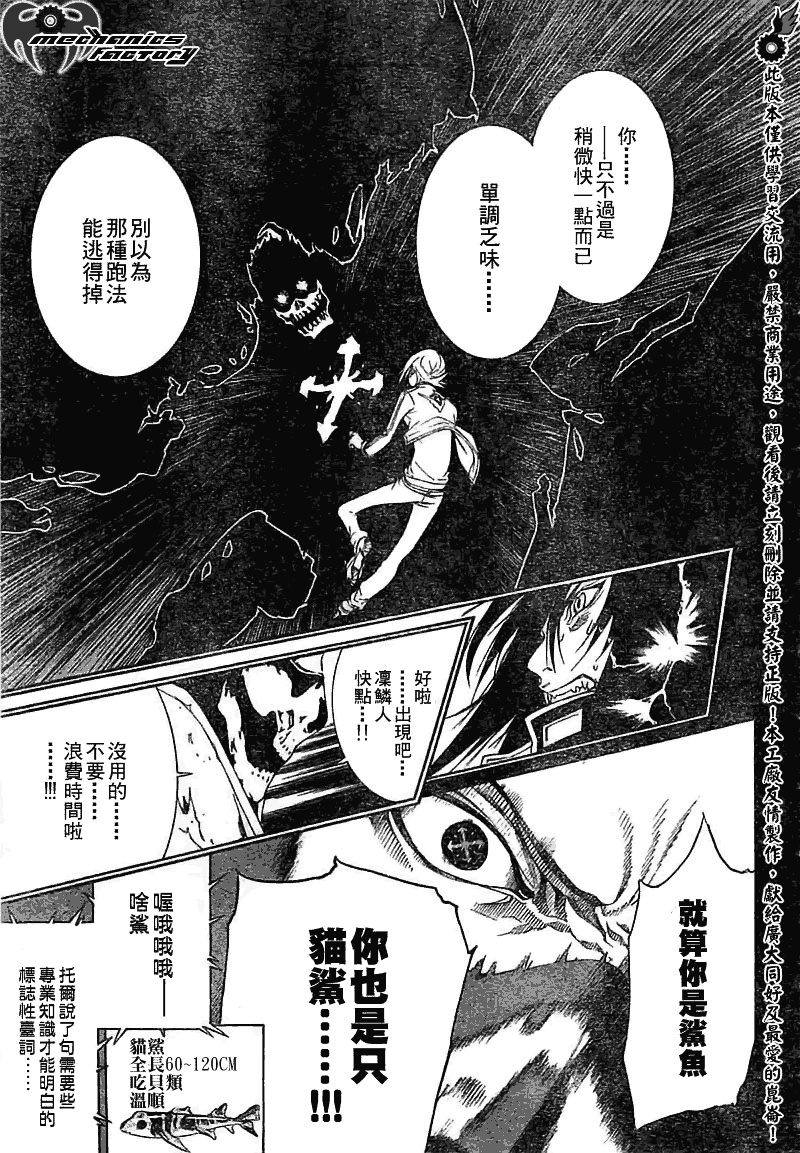 mechanics
factory
此版本僅供學習交流用，嚴禁商業用途，觀看後請立刻刪除並請支持正版！本工廠友情製作，獻給廣大同好及最愛的崑崙！
你……
——只不過是
稍微快一點而已
單調乏味……
別以為
那種跑法
能逃得掉
好啦
……出現吧…
凜鱗人
快點…!!
沒用的…
不要……
浪費時間啦
……!!!
就算你是鯊魚
你也是只
貓鯊……!!!
喔哦哦哦——
啥鯊
貓鯊
全長60~120CM
吃貝類
溫順
托爾說了句需要些
專業知識才能明白的
標誌性臺詞……